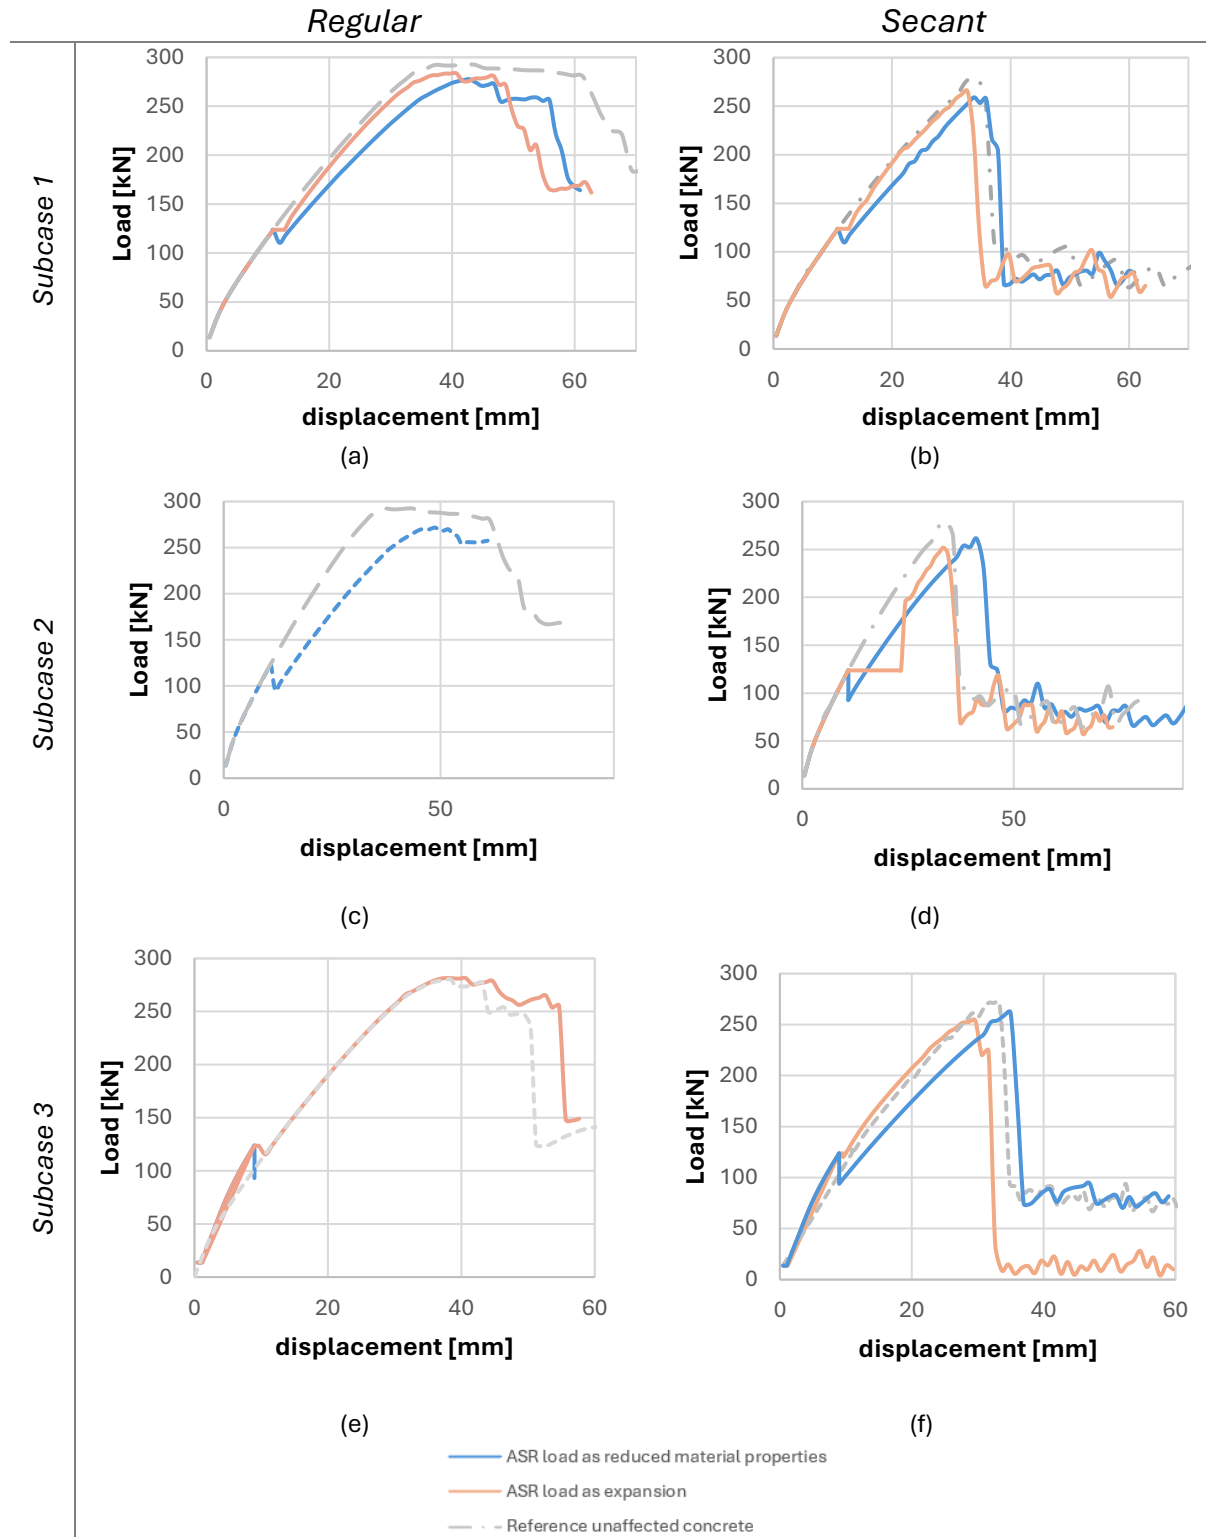 Regular Secant
Subcase 1
Load [kN]
300
250
200
150
100
50
0
0 20 40 60
displacement [mm]
(a)
Load [kN]
300
250
200
150
100
50
0
0 20 40 60
displacement [mm]
(b)
Subcase 2
Load [kN]
300
250
200
150
100
50
0
0 50
displacement [mm]
(c)
Load [kN]
300
250
200
150
100
50
0
0 50
displacement [mm]
(d)
Subcase 3
Load [kN]
300
250
200
150
100
50
0
0 20 40 60
displacement [mm]
(e)
Load [kN]
300
250
200
150
100
50
0
0 20 40 60
displacement [mm]
(f)
ASR load as reduced material properties
ASR load as expansion
Reference unaffected concrete